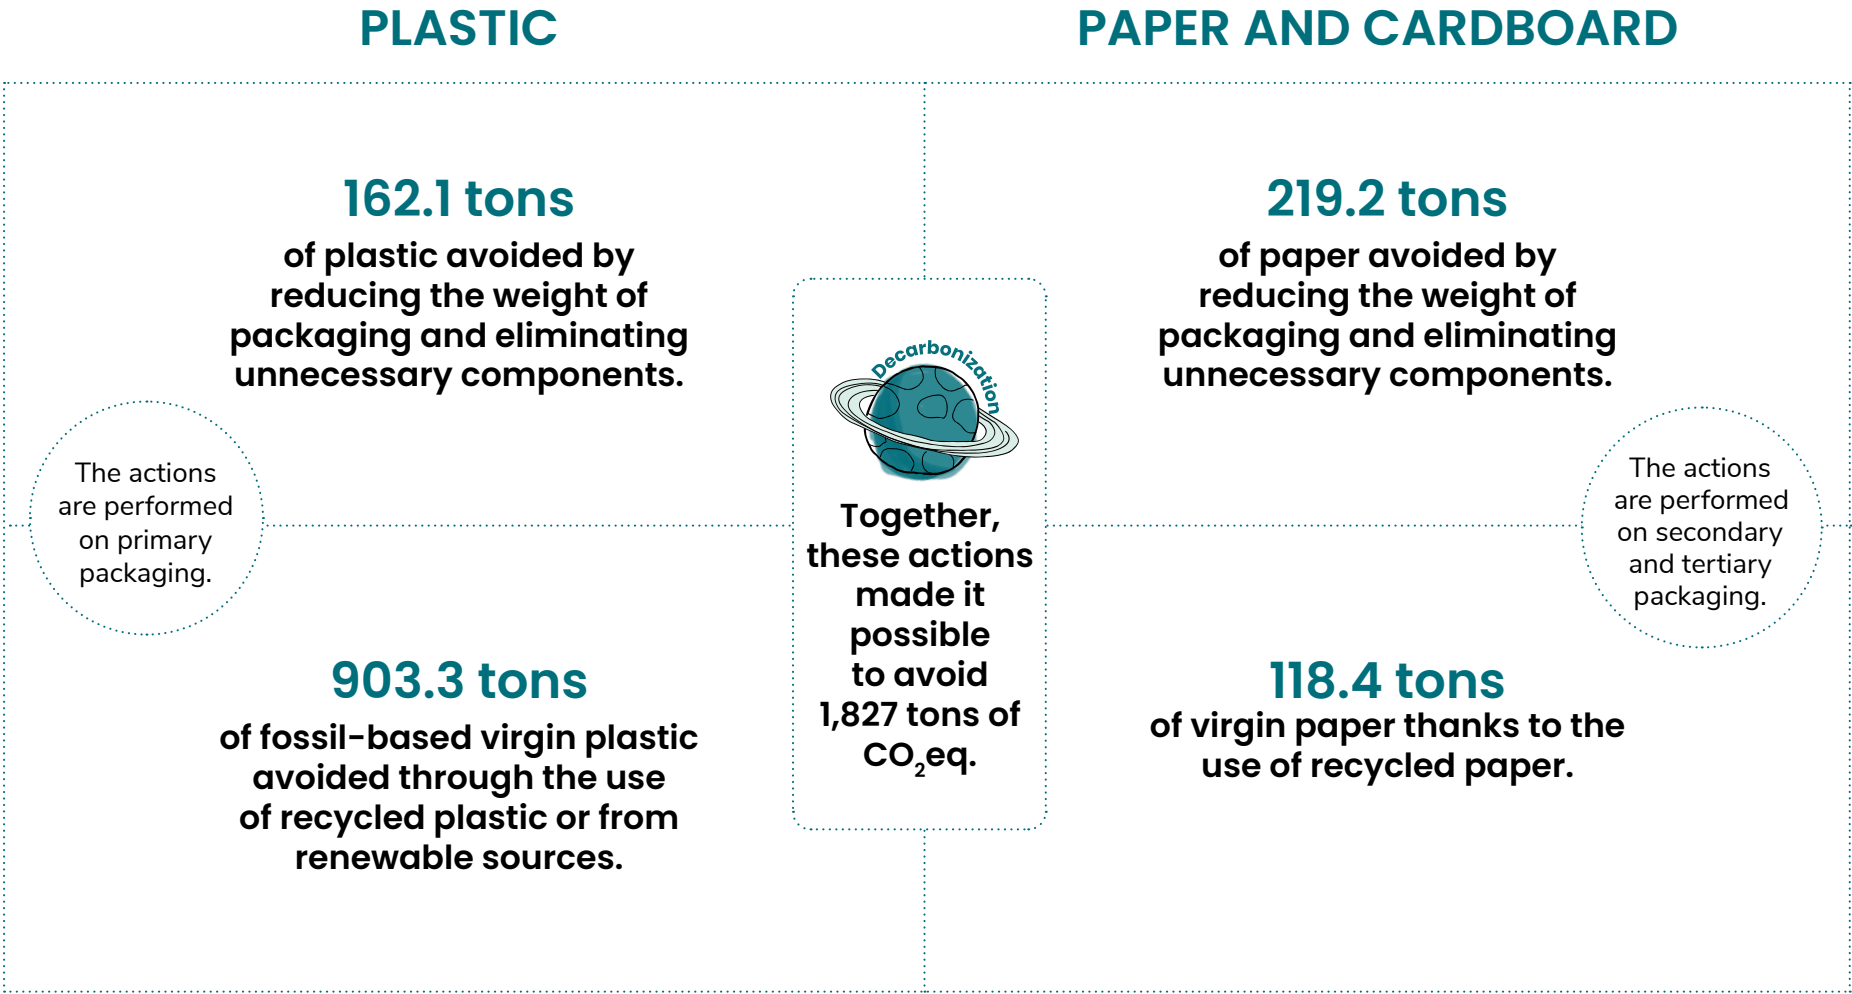 PLASTIC
162.1 tons
of plastic avoided by
reducing the weight of
packaging and eliminating
unnecessary components.
The actions
are performed
on primary
packaging.
903.3 tons
of fossil-based virgin plastic
avoided through the use
of recycled plastic or from
renewable sources.
Decarbonization
Together,
these actions
made it
possible
to avoid
1,827 tons of
CO₂eq.
PAPER AND CARDBOARD
219.2 tons
of paper avoided by
reducing the weight of
packaging and eliminating
unnecessary components.
The actions
are performed
on secondary
and tertiary
packaging.
118.4 tons
of virgin paper thanks to the
use of recycled paper.